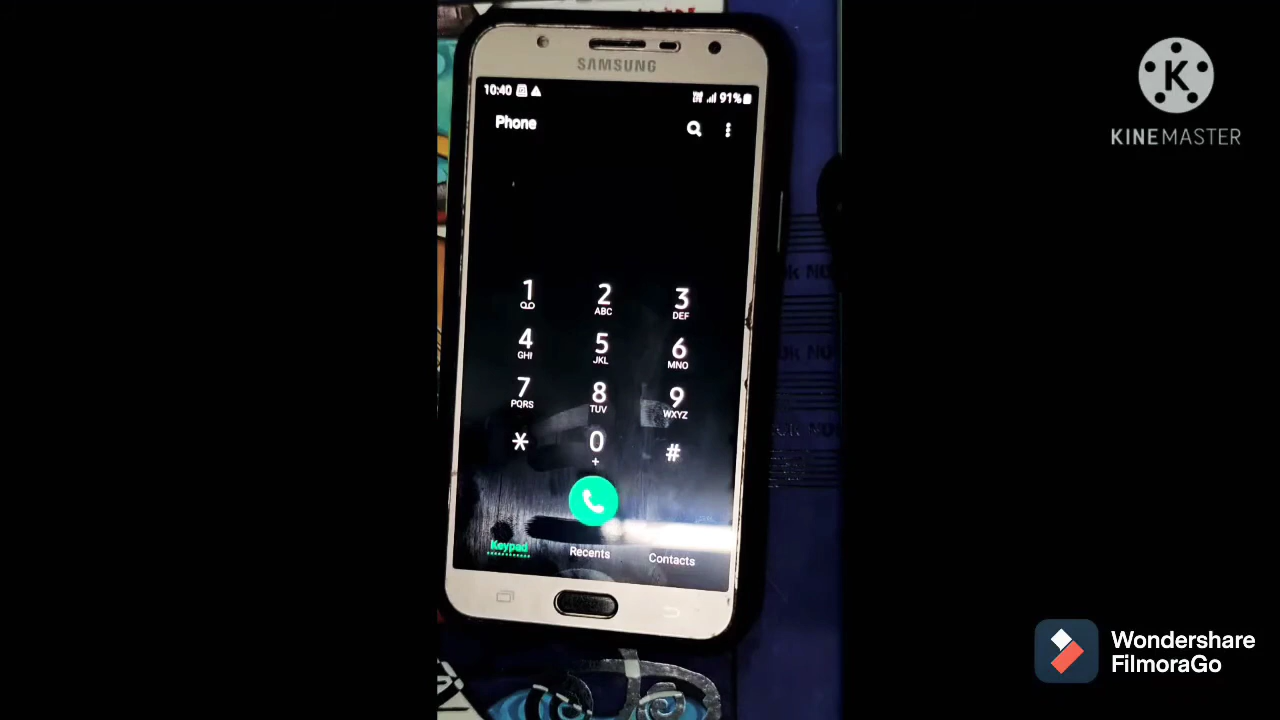 SAMSUNG
10:40 91%
Phone
1 2 3
ABC DEF
4 5 6
GHI JKL MNO
7 8 9
PQRS TUV WXYZ
* 0 #
+
Keypad Recents Contacts
K
KINEMASTER
Wondershare
FilmoraGo